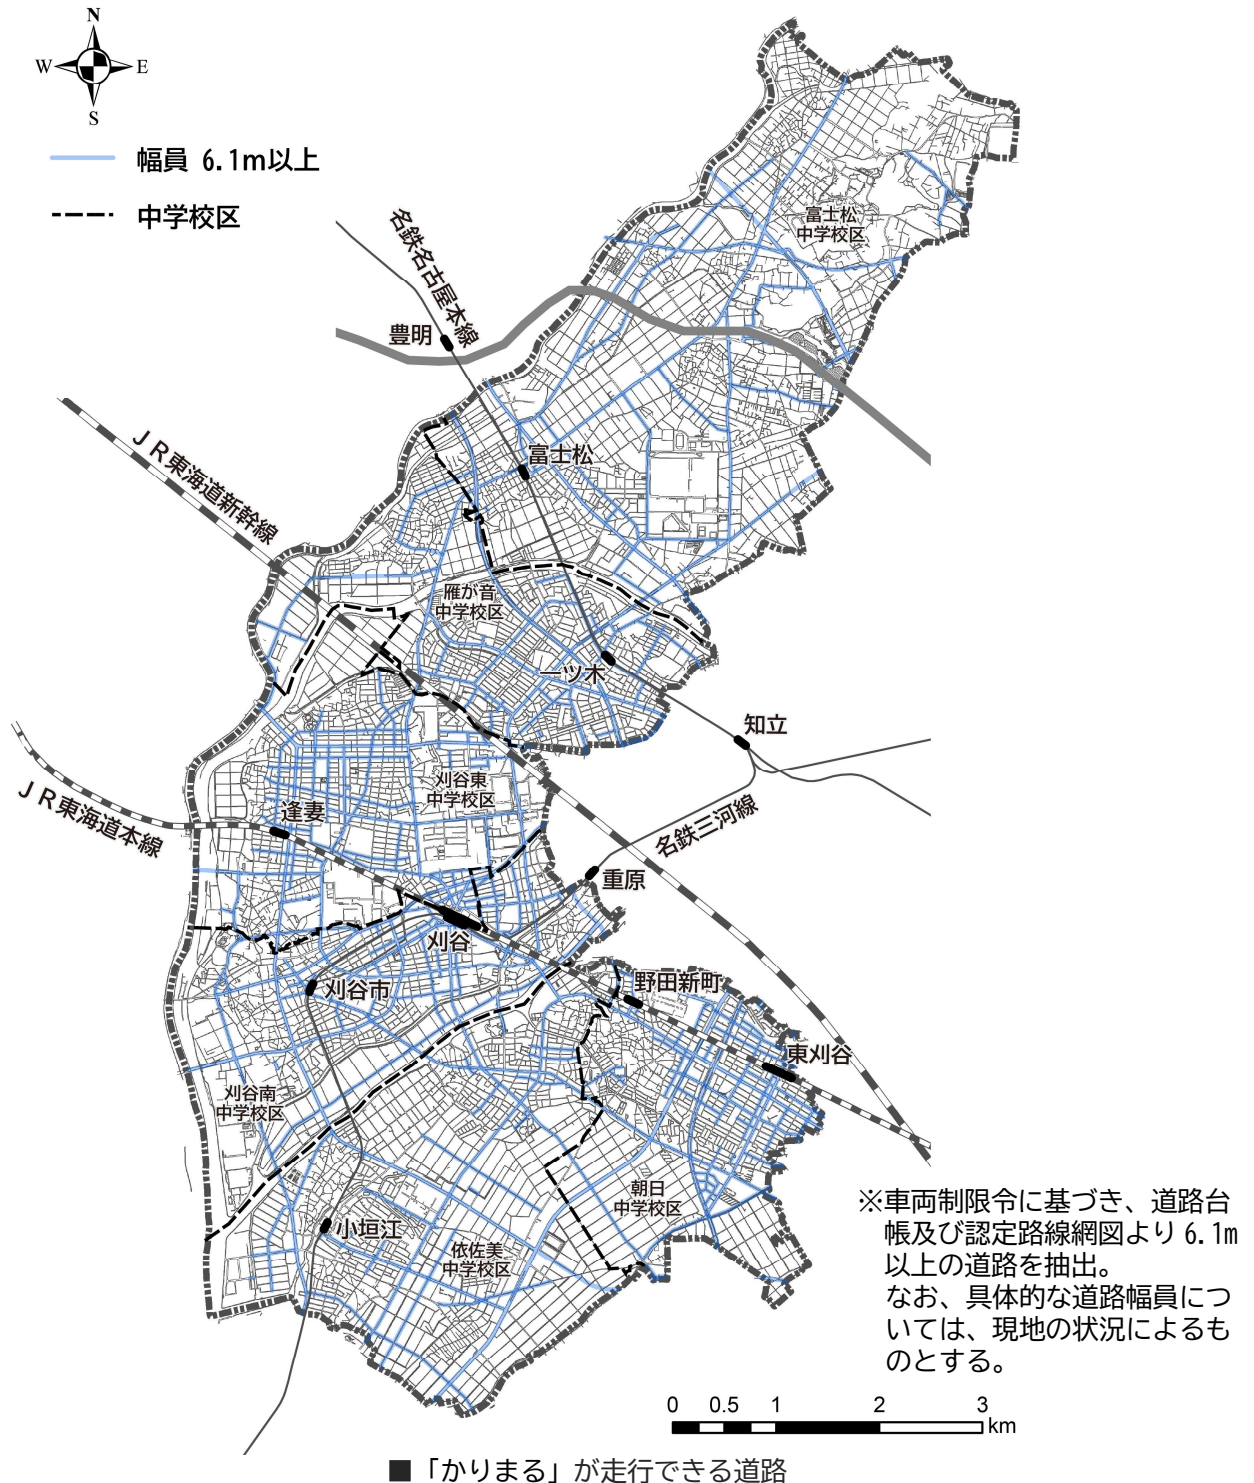 N
W
E
S
幅員 6.1m以上
中学校区
富士松
中学校区
名鉄名古屋本線
豊明
JR東海道新幹線
富士松
雁が音
中学校区
一ツ木
知立
JR東海道本線
刈谷東
中学校区
逢妻
名鉄三河線
重原
刈谷
刈谷市
野田新町
東刈谷
刈谷南
中学校区
朝日
中学校区
小垣江
依佐美
中学校区
※車両制限令に基づき、道路台
帳及び認定路線網図より 6.1m
以上の道路を抽出。
なお、具体的な道路幅員につ
いては、現地の状況によるも
のとする。
0 0.5 1 2 3
km
■「かりまる」が走行できる道路